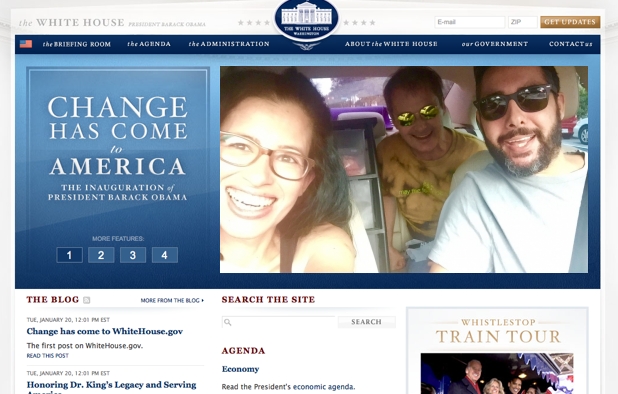 the WHITE HOUSE PRESIDENT BARACK OBAMA
THE WHITE HOUSE
WASHINGTON
E-mail
ZIP
GET UPDATES
the BRIEFING ROOM
the AGENDA
the ADMINISTRATION
ABOUT the WHITE HOUSE
our GOVERNMENT
CONTACT us
CHANGE
HAS COME
to
AMERICA
THE INAUGURATION of
PRESIDENT BARACK OBAMA
MORE FEATURES:
1 2 3 4
THE BLOG
MORE FROM THE BLOG
TUE, JANUARY 20, 12:01 PM EST
Change has come to WhiteHouse.gov
The first post on WhiteHouse.gov.
READ THIS POST
TUE, JANUARY 20, 12:01 PM EST
Honoring Dr. King's Legacy and Serving
America
SEARCH THE SITE
SEARCH
AGENDA
Economy
Read the President's economic agenda.
WHISTLESTOP
TRAIN TOUR